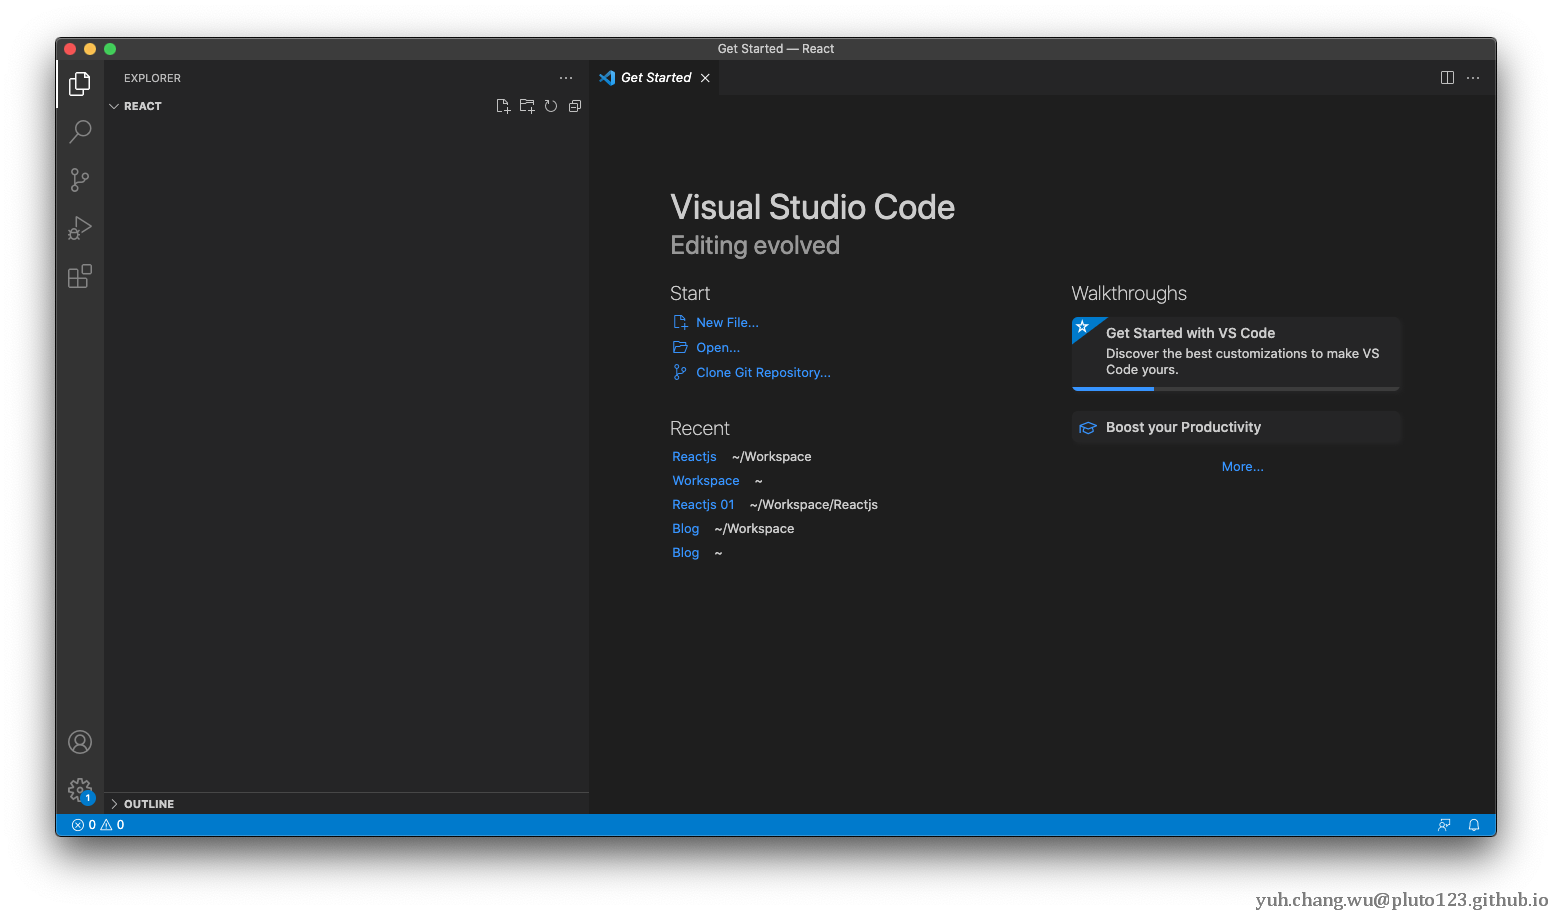 Get Started — React
EXPLORER
REACT
Get Started
Visual Studio Code
Editing evolved
Start
New File...
Open...
Clone Git Repository...
Recent
Reactjs ~/Workspace
Workspace ~
Reactjs 01 ~/Workspace/Reactjs
Blog ~/Workspace
Blog ~
Walkthroughs
Get Started with VS Code
Discover the best customizations to make VS
Code yours.
Boost your Productivity
More...
1
OUTLINE
0 0
yuh.chang.wu@pluto123.github.io